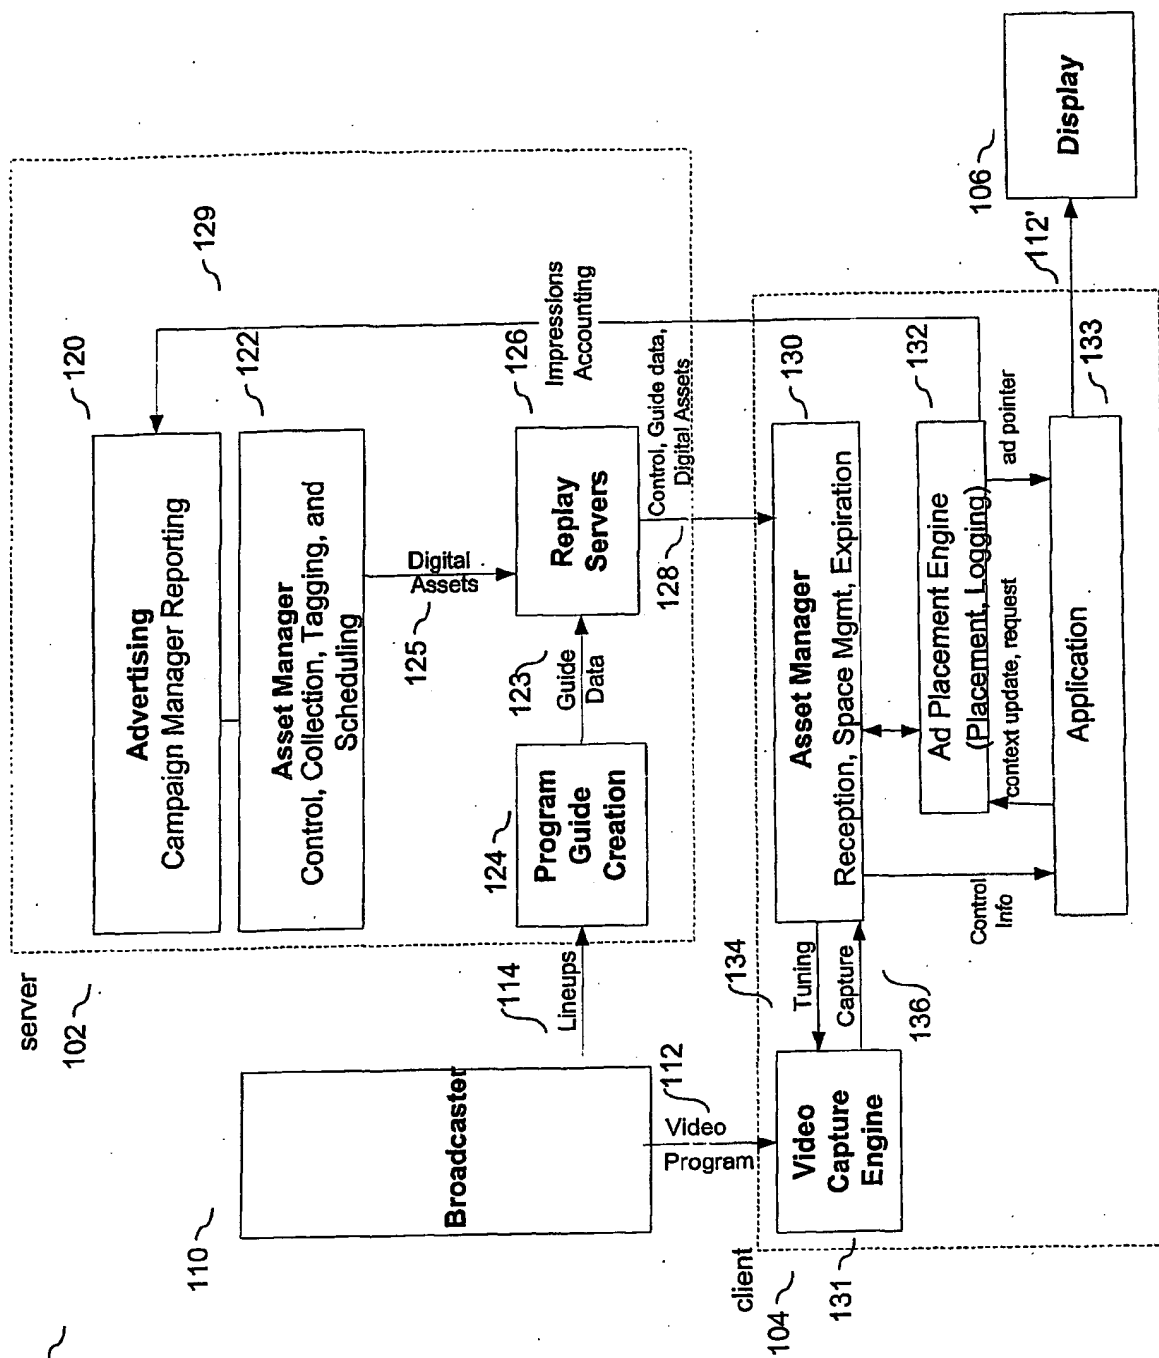 server
102
120
Advertising
Campaign Manager Reporting
122
Asset Manager
Control, Collection, Tagging, and
Scheduling
129
110
Broadcaster
114
Lineups
124
Program
Guide
Creation
123
Guide
Data
125
Digital
Assets
126
Replay
Servers
Impressions
Accounting
128
Control, Guide data,
Digital Assets
112
Video
Program
client
104
131
Video
Capture
Engine
134
Tuning
Capture
136
130
Asset Manager
Reception, Space Mgmt, Expiration
132
Ad Placement Engine
(Placement, Logging)
context update, request
ad pointer
Control
Info
133
Application
112'
106
Display